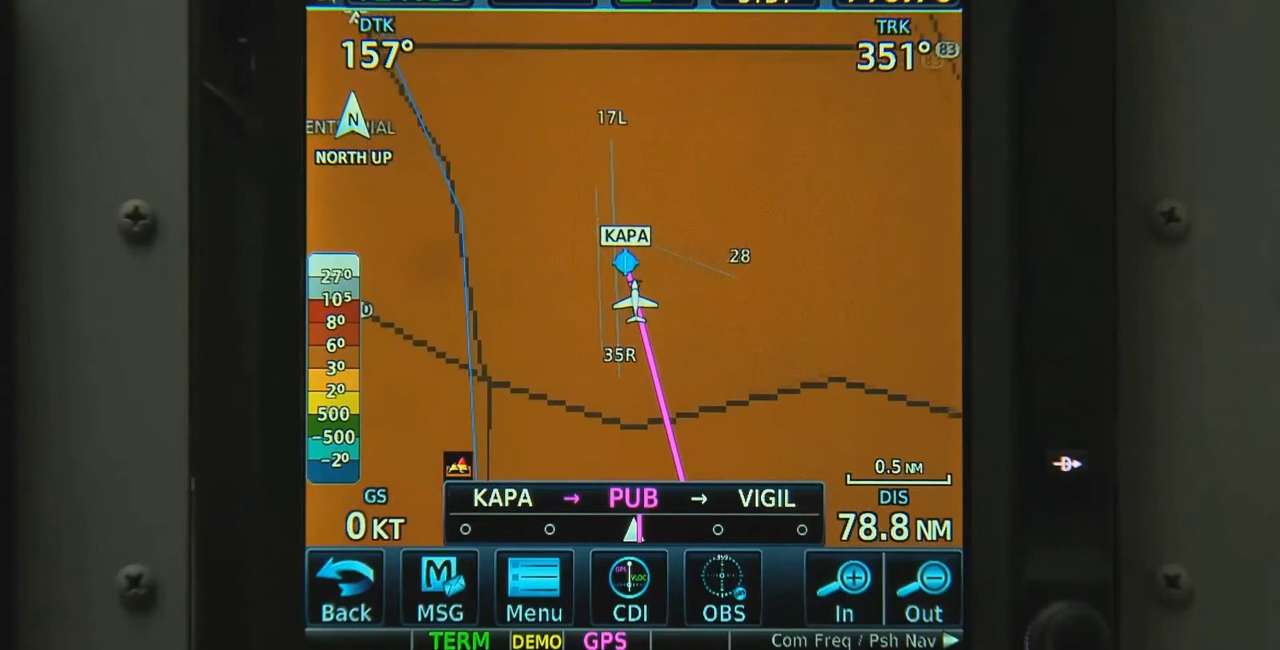 DTK
157°
TRK
351°
83
N
NORTH UP
17L
KAPA
28
35R
27⁰
10⁵
8⁰
6⁰
3⁰
2⁰
500
-500
-2⁰
0.5 NM
GS
0 KT
KAPA → PUB → VIGIL
DIS
78.8 NM
Back
MSG
Menu
CDI
OBS
In
Out
TERM
DEMO
GPS
Com Freq / Psh Nav